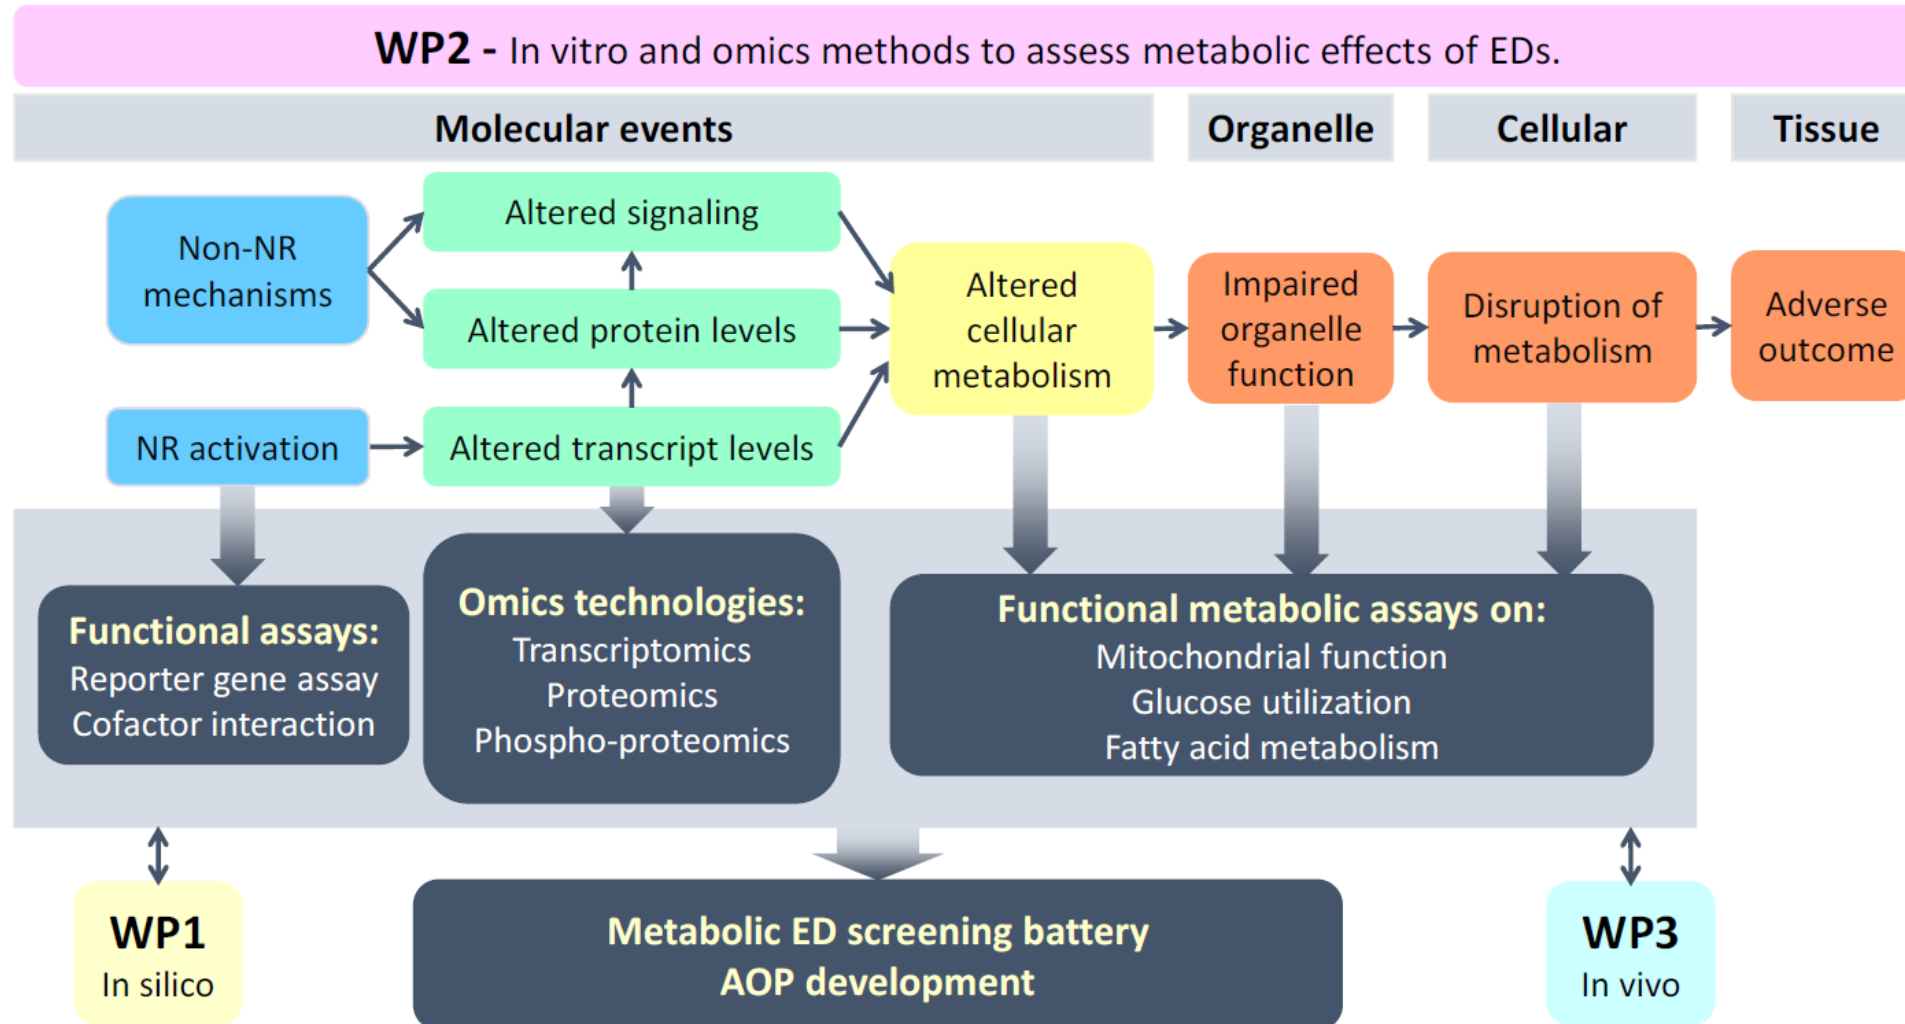 WP2 - In vitro and omics methods to assess metabolic effects of EDs.
Molecular events
Organelle
Cellular
Tissue
Non-NR
mechanisms
NR activation
Altered signaling
Altered protein levels
Altered transcript levels
Altered
cellular
metabolism
Impaired
organelle
function
Disruption of
metabolism
Adverse
outcome
Functional assays:
Reporter gene assay
Cofactor interaction
Omics technologies:
Transcriptomics
Proteomics
Phospho-proteomics
Functional metabolic assays on:
Mitochondrial function
Glucose utilization
Fatty acid metabolism
WP1
In silico
Metabolic ED screening battery
AOP development
WP3
In vivo